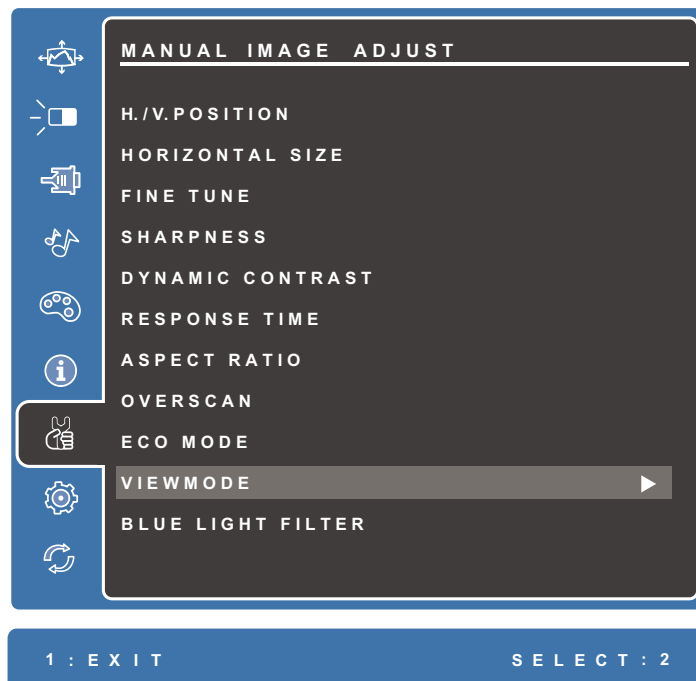 MANUAL IMAGE ADJUST
H./V.POSITION
HORIZONTAL SIZE
FINE TUNE
SHARPNESS
DYNAMIC CONTRAST
RESPONSE TIME
ASPECT RATIO
OVERSCAN
ECO MODE
VIEWMODE
BLUE LIGHT FILTER
1 : EXIT SELECT : 2